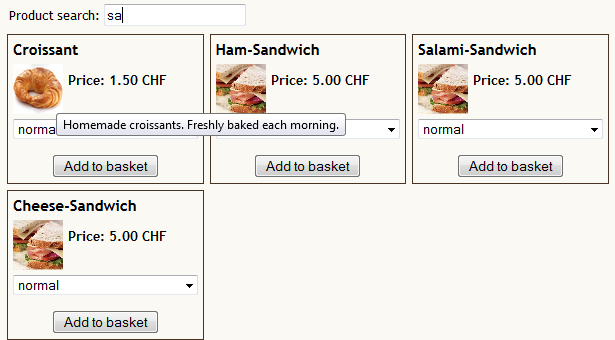 Product search: sa
Croissant
Price: 1.50 CHF
norma
Homemade croissants. Freshly baked each morning.
Add to basket
Ham-Sandwich
Price: 5.00 CHF
Add to basket
Salami-Sandwich
Price: 5.00 CHF
normal
Add to basket
Cheese-Sandwich
Price: 5.00 CHF
normal
Add to basket